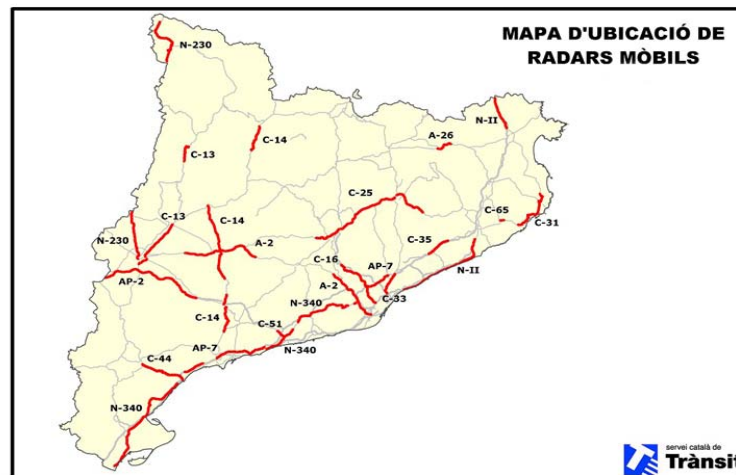 MAPA D'UBICACIÓ DE
RADARS MÒBILS
N-230
N-II
C-14
A-26
C-13
C-25
C-65
C-31
C-13
C-14
N-230
A-2
C-35
C-16
AP-7
N-II
AP-2
A-2
C-33
N-340
C-14
C-51
AP-7
N-340
C-44
N-340
servei català de
Trànsit